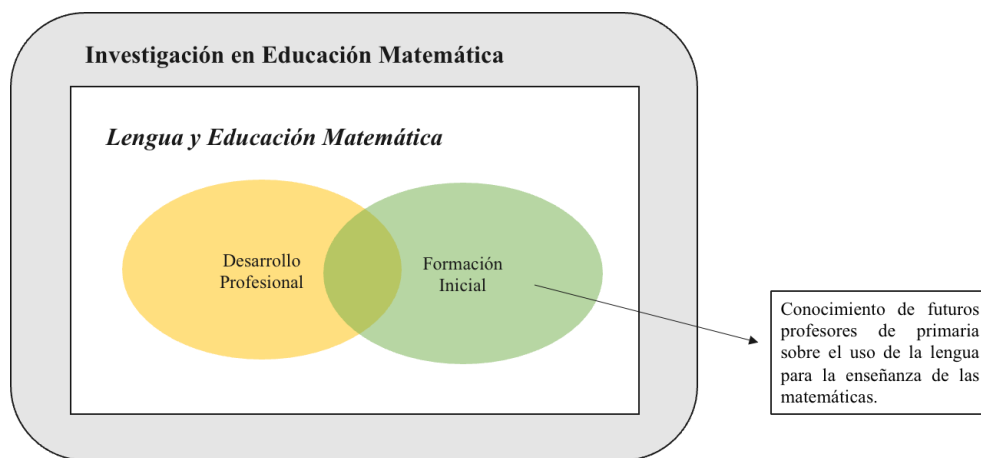 Investigación en Educación Matemática
Lengua y Educación Matemática
Desarrollo
Profesional
Formación
Inicial
Conocimiento de futuros
profesores de primaria
sobre el uso de la lengua
para la enseñanza de las
matemáticas.